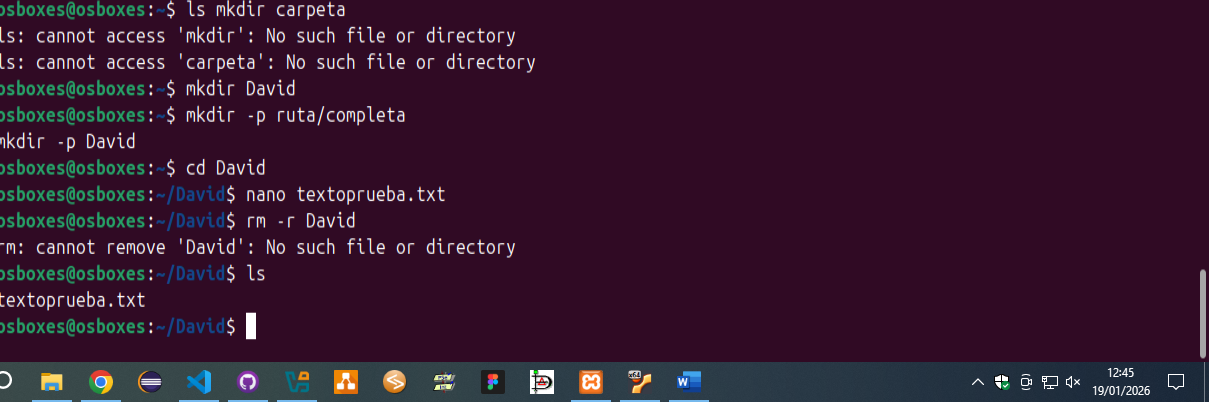 osboxes@osboxes:~$ ls mkdir carpeta
ls: cannot access 'mkdir': No such file or directory
ls: cannot access 'carpeta': No such file or directory
osboxes@osboxes:~$ mkdir David
osboxes@osboxes:~$ mkdir -p ruta/completa
mkdir -p David
osboxes@osboxes:~$ cd David
osboxes@osboxes:~/David$ nano textoprueba.txt
osboxes@osboxes:~/David$ rm -r David
rm: cannot remove 'David': No such file or directory
osboxes@osboxes:~/David$ ls
textoprueba.txt
osboxes@osboxes:~/David$
12:45
19/01/2026